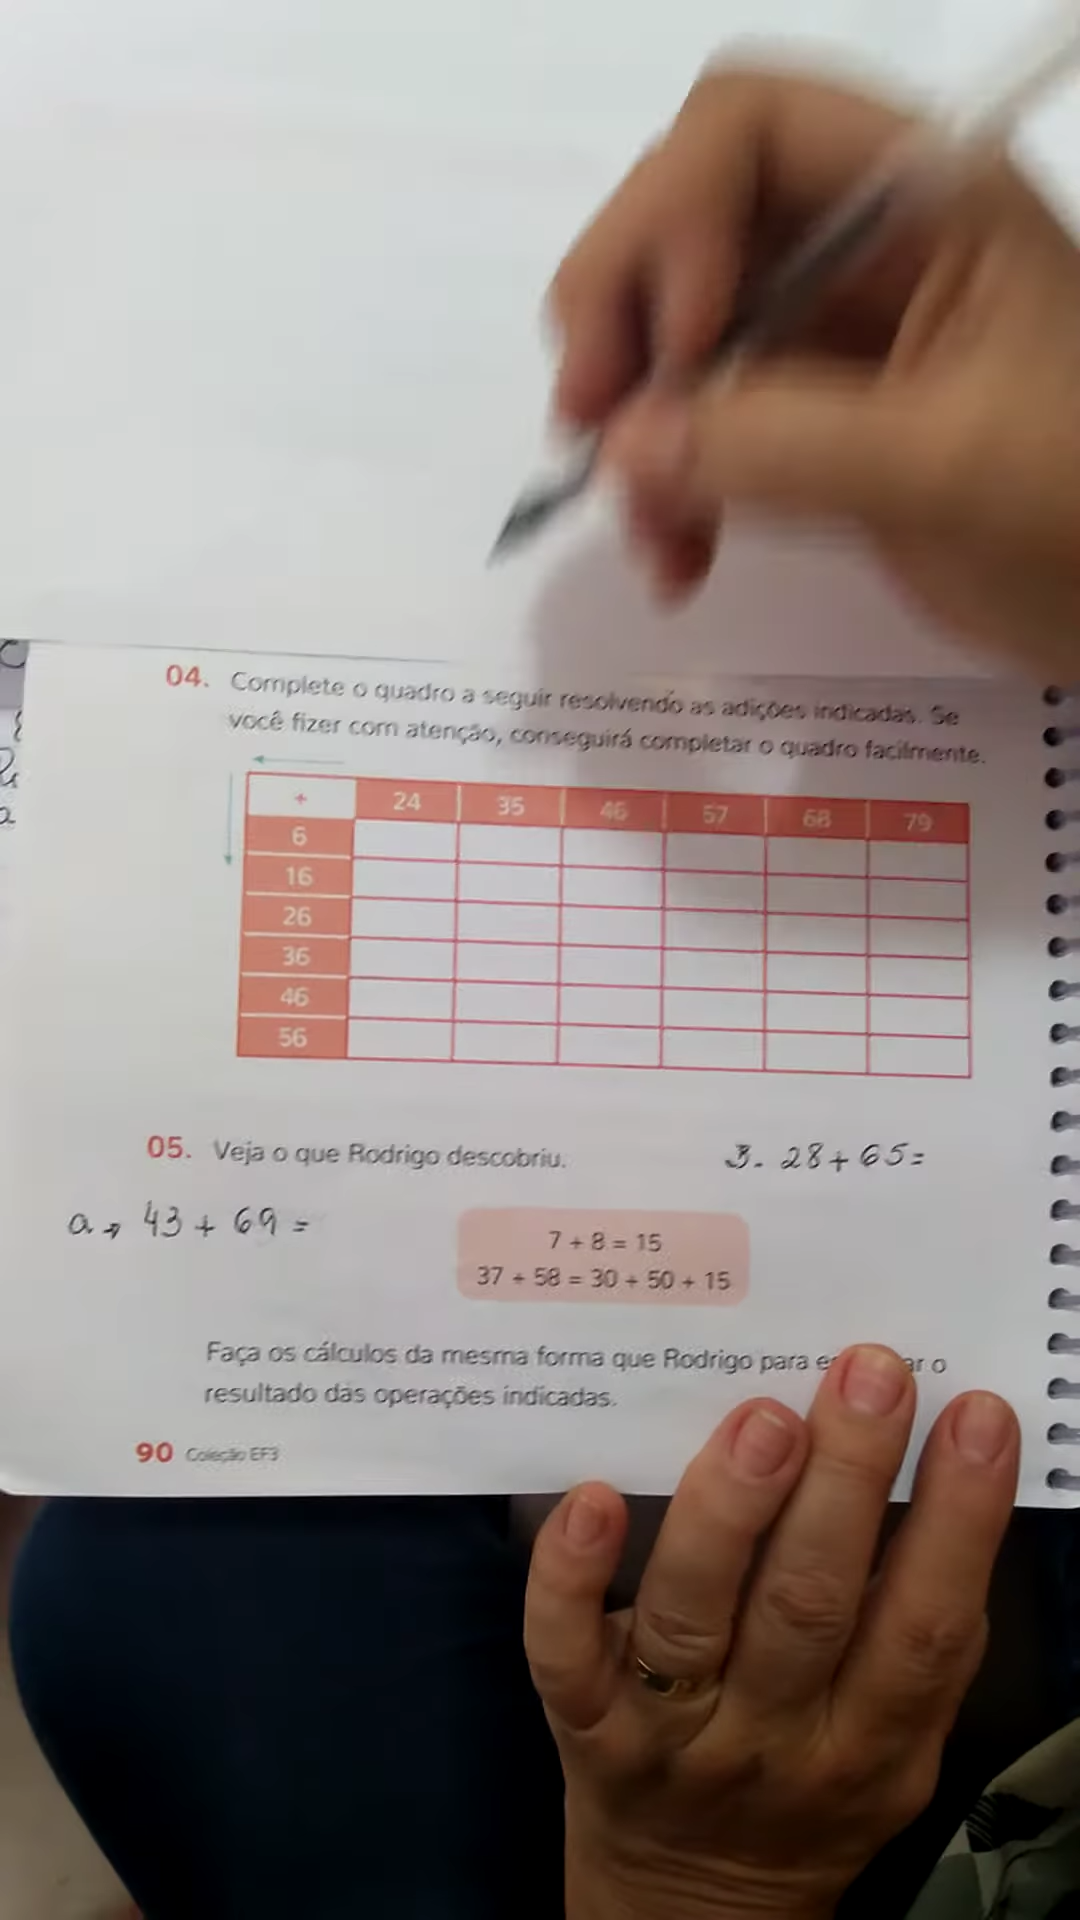 04. Complete o quadro a seguir resolvendo as adições indicadas. Se
você fizer com atenção, conseguirá completar o quadro facilmente.
+ 24 35 46 57 68 79
6
16
26
36
46
56
05. Veja o que Rodrigo descobriu.
3. 28 + 65 =
a → 43 + 69 =
7 + 8 = 15
37 + 58 = 30 + 50 + 15
Faça os cálculos da mesma forma que Rodrigo para o
resultado das operações indicadas.
90 Coleção EF3